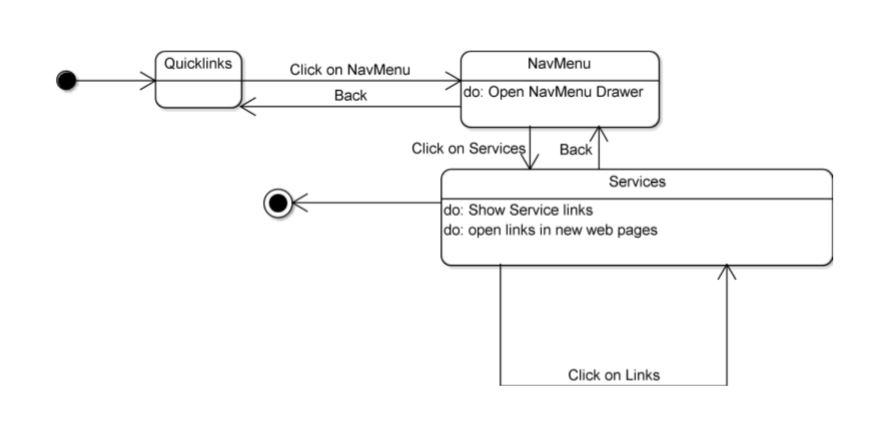 Quicklinks
Click on NavMenu
Back
NavMenu
do: Open NavMenu Drawer
Click on Services
Back
Services
do: Show Service links
do: open links in new web pages
Click on Links